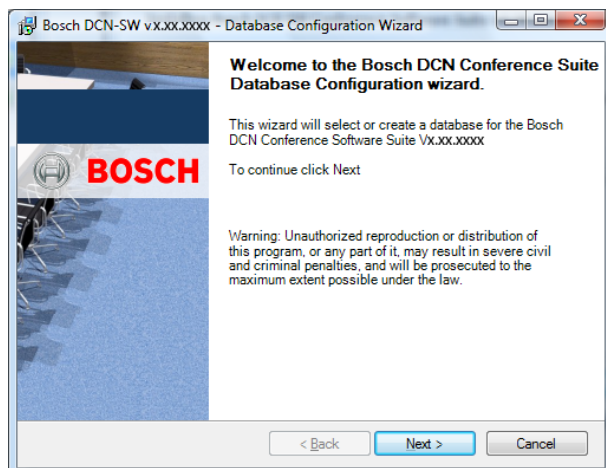 Bosch DCN-SW vx.xx.xxxx - Database Configuration Wizard
Welcome to the Bosch DCN Conference Suite
Database Configuration wizard.
This wizard will select or create a database for the Bosch
DCN Conference Software Suite Vx.xx.xxxx
BOSCH
To continue click Next
Warning: Unauthorized reproduction or distribution of
this program, or any part of it, may result in severe civil
and criminal penalties, and will be prosecuted to the
maximum extent possible under the law.
< Back Next > Cancel